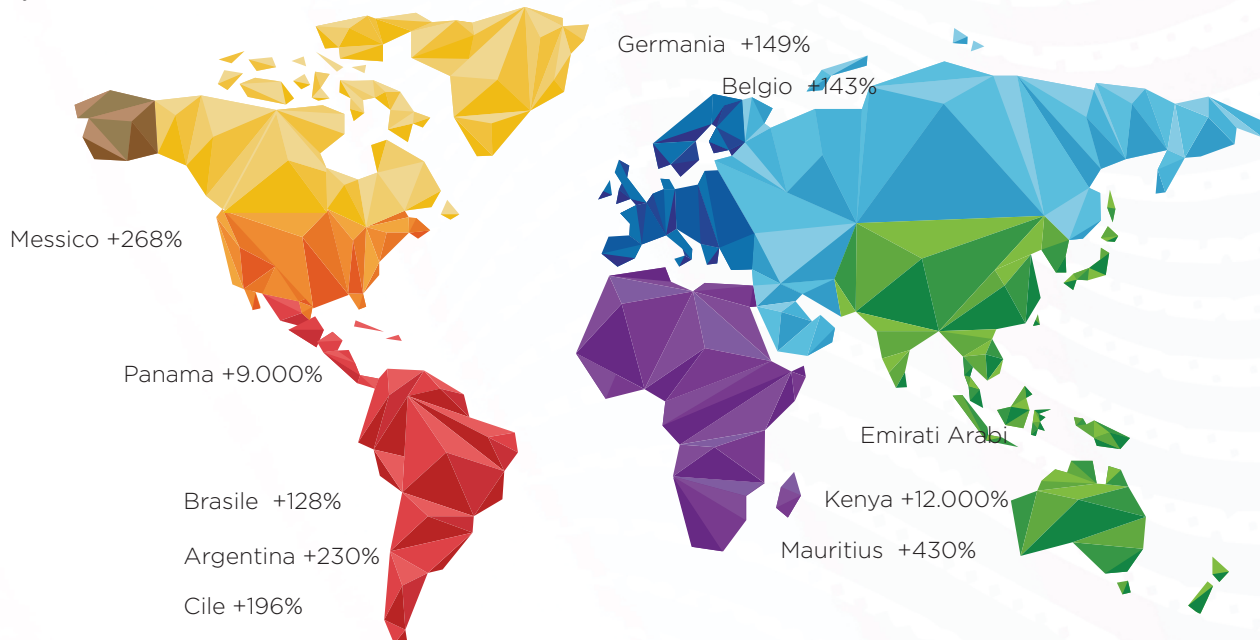 Germania +149%
Belgio +143%
Messico +268%
Panama +9.000%
Emirati Arabi
Brasile +128%
Kenya +12.000%
Argentina +230%
Mauritius +430%
Cile +196%